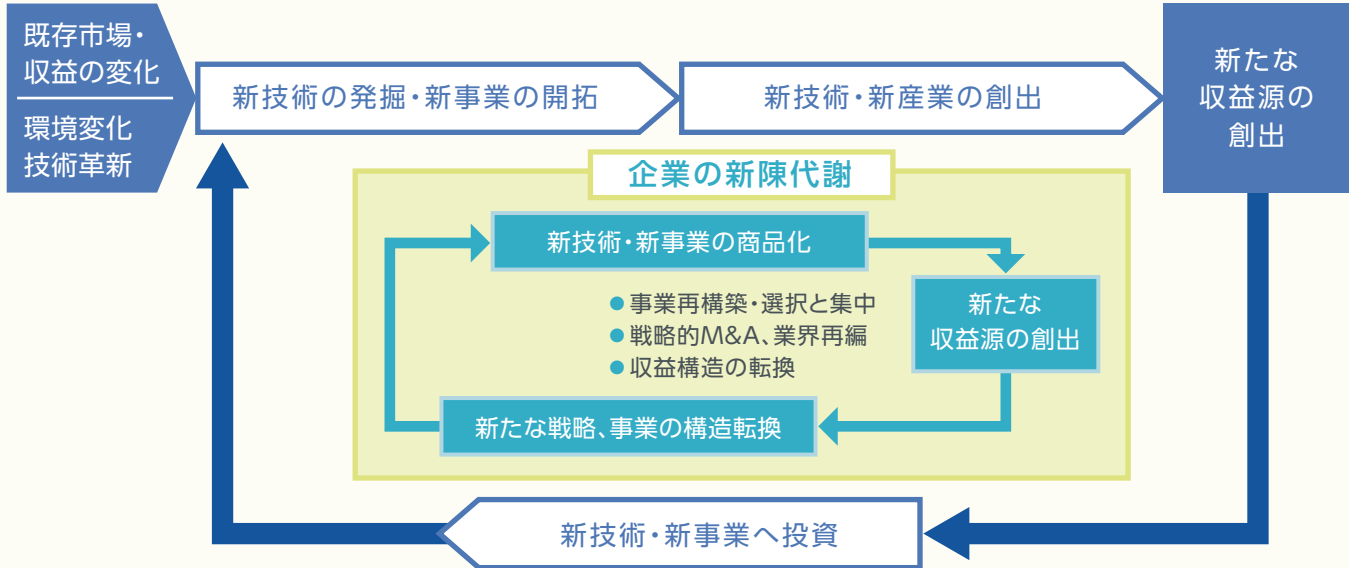 既存市場・
収益の変化
環境変化
技術革新
新技術の発掘・新事業の開拓
新技術・新産業の創出
新たな
収益源の
創出
企業の新陳代謝
新技術・新事業の商品化
● 事業再構築・選択と集中
● 戦略的M&A、業界再編
● 収益構造の転換
新たな
収益源の創出
新たな戦略、事業の構造転換
新技術・新事業へ投資